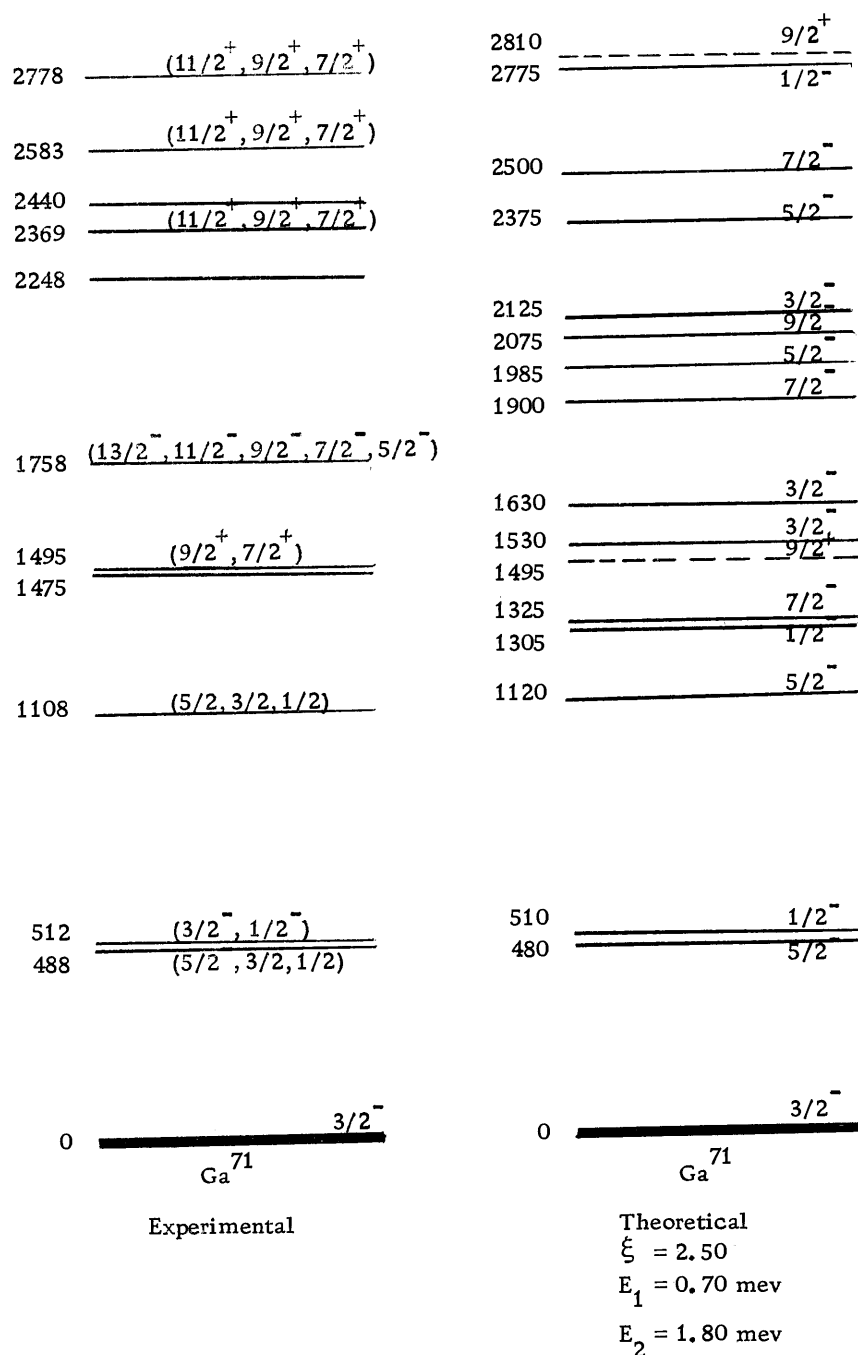 2778 (11/2⁺, 9/2⁺, 7/2⁺)
2583 (11/2⁺, 9/2⁺, 7/2⁺)
2440
2369 (11/2⁺, 9/2⁺, 7/2⁺)
2248
1758 (13/2⁻, 11/2⁻, 9/2⁻, 7/2⁻, 5/2⁻)
1495 (9/2⁺, 7/2⁺)
1475
1108 (5/2, 3/2, 1/2)
512 (3/2⁻, 1/2⁻)
488 (5/2, 3/2, 1/2)
0 3/2⁻
Ga⁷¹
Experimental
2810 9/2⁺
2775 1/2⁻
2500 7/2⁻
2375 5/2⁻
2125 3/2⁻
2075 9/2⁻
1985 5/2⁻
1900 7/2⁻
1630 3/2⁻
1530 3/2⁻
1495 9/2⁺
1325 7/2⁻
1305 1/2⁻
1120 5/2⁻
510 1/2⁻
480 5/2⁻
0 3/2⁻
Ga⁷¹
Theoretical
ξ = 2.50
E₁ = 0.70 mev
E₂ = 1.80 mev